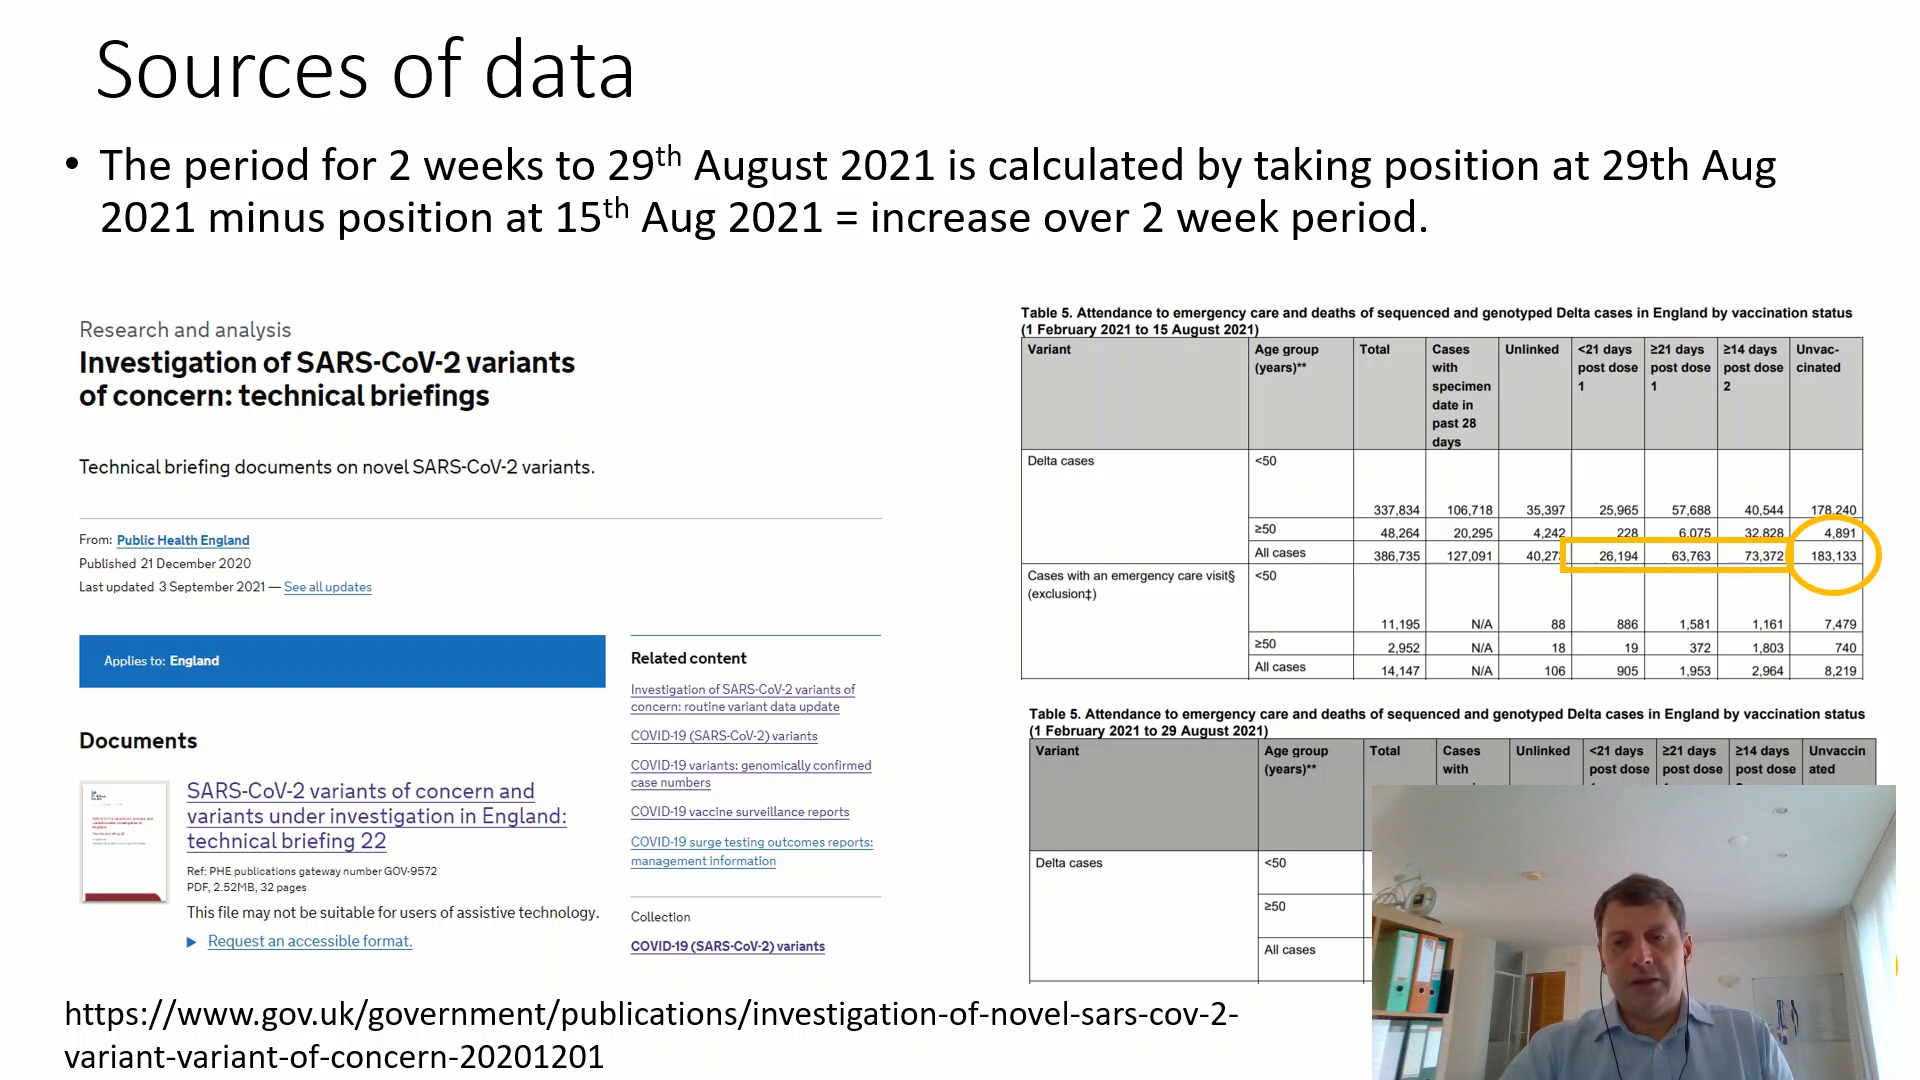 Sources of data
• The period for 2 weeks to 29th August 2021 is calculated by taking position at 29th Aug
2021 minus position at 15th Aug 2021 = increase over 2 week period.
Research and analysis
Investigation of SARS-CoV-2 variants
of concern: technical briefings
Technical briefing documents on novel SARS-CoV-2 variants.
From: Public Health England
Published 21 December 2020
Last updated 3 September 2021 — See all updates
Applies to: England
Documents
SARS-CoV-2 variants of concern and
variants under investigation in England:
technical briefing 22
Ref: PHE publications gateway number GOV-9572
PDF, 2.52MB, 32 pages
This file may not be suitable for users of assistive technology.
▶ Request an accessible format.
Related content
Investigation of SARS-CoV-2 variants of
concern: routine variant data update
COVID-19 (SARS-CoV-2) variants
COVID-19 variants: genomically confirmed
case numbers
COVID-19 vaccine surveillance reports
COVID-19 surge testing outcomes reports:
management information
Collection
COVID-19 (SARS-CoV-2) variants
Table 5. Attendance to emergency care and deaths of sequenced and genotyped Delta cases in England by vaccination status
(1 February 2021 to 15 August 2021)
Variant Age group Total Cases Unlinked <21 days ≥21 days ≥14 days Unvac-
(years)** with post dose post dose post dose cinated
specimen 1 1 2
date in
past 28
days
Delta cases <50
337,834 106,718 35,397 25,965 57,688 40,544 178,240
≥50 48,264 20,295 4,242 228 6,075 32,828 4,891
All cases 386,735 127,091 26,194 63,763 73,372 183,133
Cases with an emergency care visit§ <50
(exclusion‡)
11,195 N/A 88 886 1,581 1,161 7,479
≥50 2,952 N/A 18 19 372 1,803 740
All cases 14,147 N/A 106 905 1,953 2,964 8,219
Table 5. Attendance to emergency care and deaths of sequenced and genotyped Delta cases in England by vaccination status
(1 February 2021 to 29 August 2021)
Variant Age group Total Cases Unlinked <21 days ≥21 days ≥14 days Unvaccin
(years)** with post dose post dose post dose ated
Delta cases <50
≥50
All cases
https://www.gov.uk/government/publications/investigation-of-novel-sars-cov-2-
variant-variant-of-concern-20201201